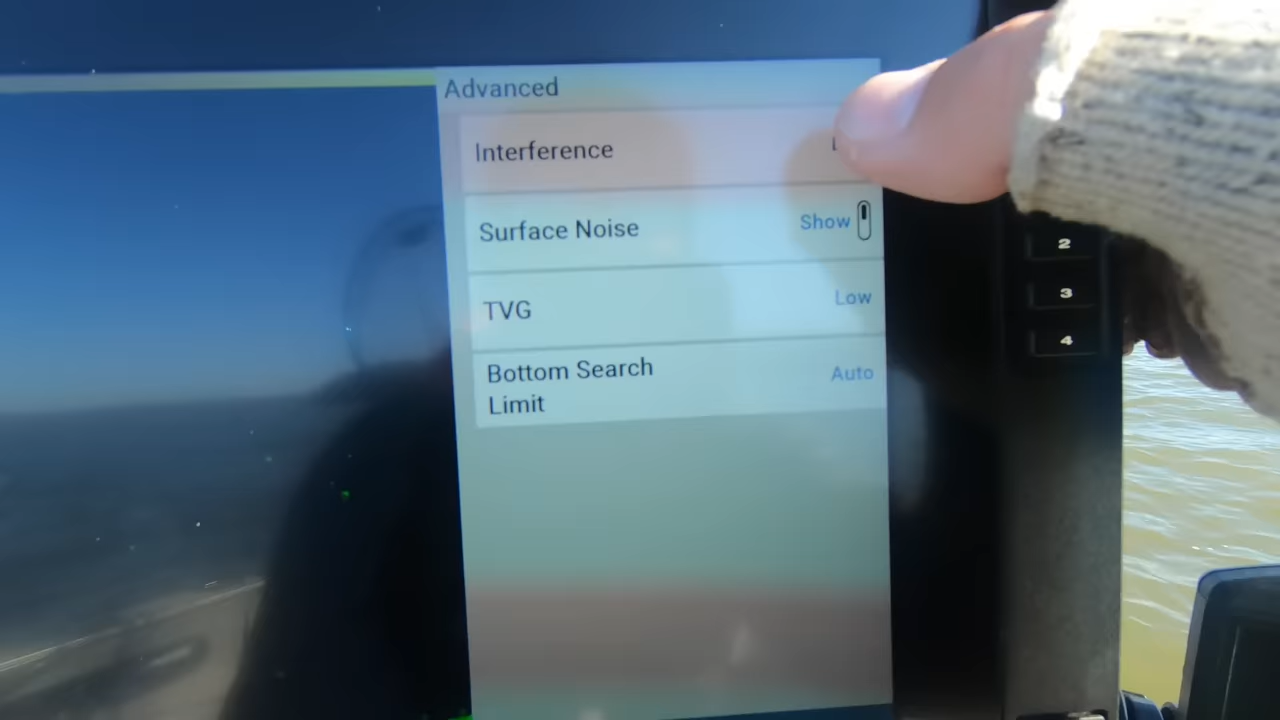 Advanced
Interference
Surface Noise Show
TVG Low
Bottom Search
Limit Auto
2
3
4